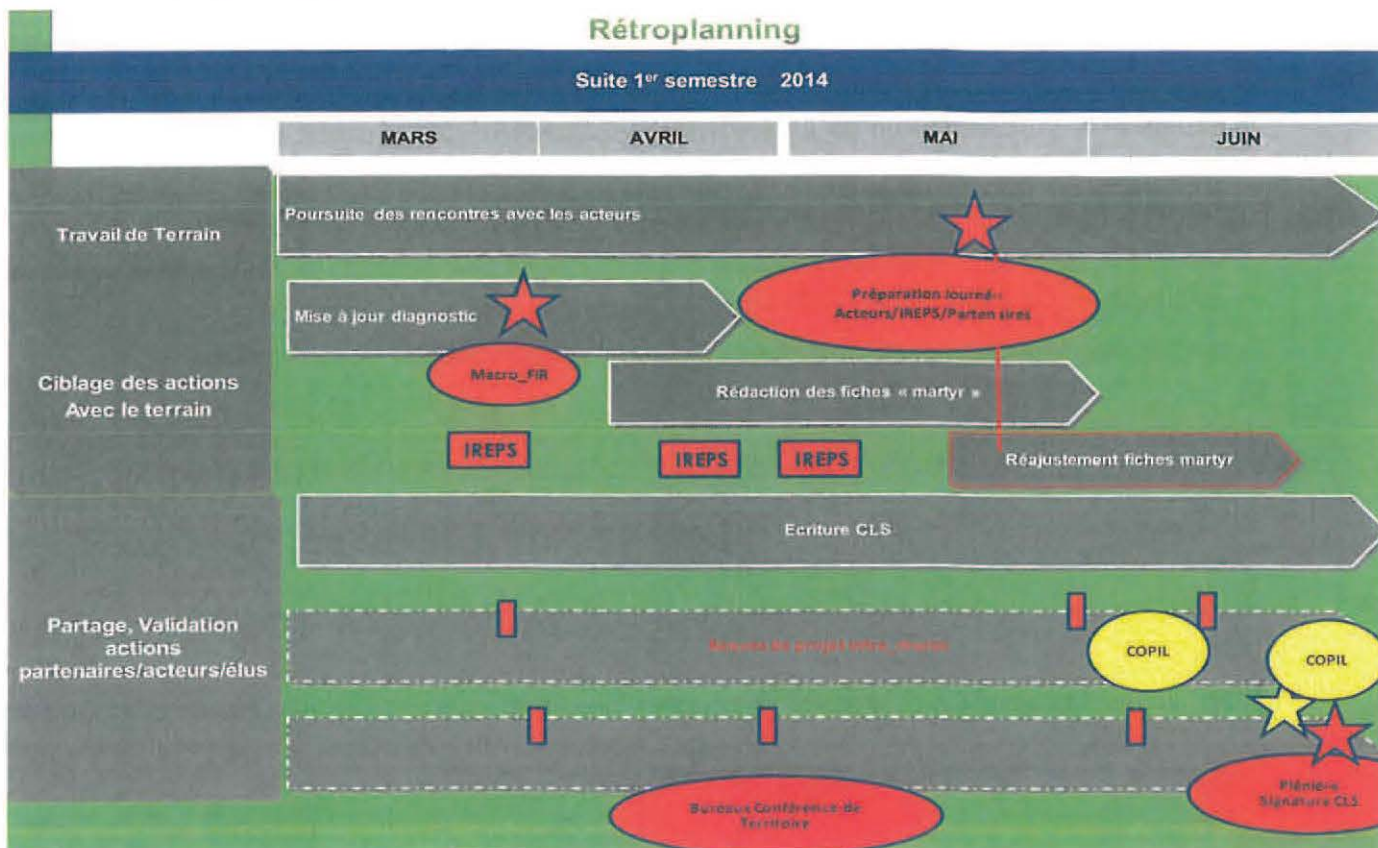 Rétroplanning
Suite 1er semestre 2014
MARS AVRIL MAI JUIN
Travail de Terrain
Poursuite des rencontres avec les acteurs
Mise à jour diagnostic
Préparation Journé
Acteurs/IREPS/Partenaires
Ciblage des actions
Avec le terrain
Macro_FIR
Rédaction des fiches « martyr »
IREPS
IREPS
IREPS
Réajustement fiches martyr
Ecriture CLS
Partage, Validation
actions
partenaires/acteurs/élus
de projet
COPIL
COPIL
Bureaux Conférence de
Territoire
Plénière
Signature CLS